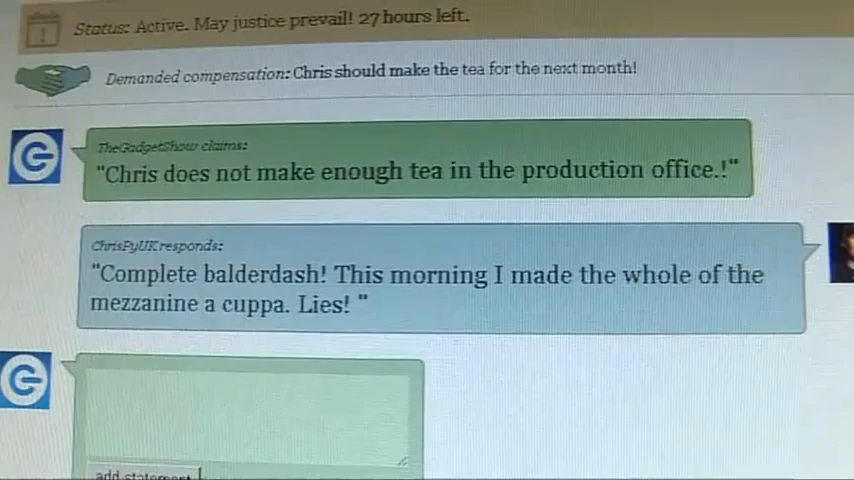 Status: Active. May justice prevail! 27 hours left.
Demanded compensation: Chris should make the tea for the next month!
TheGadgetShow claims:
"Chris does not make enough tea in the production office.!"
ChrisPyUK responds:
"Complete balderdash! This morning I made the whole of the
mezzanine a cuppa. Lies! "
add statement